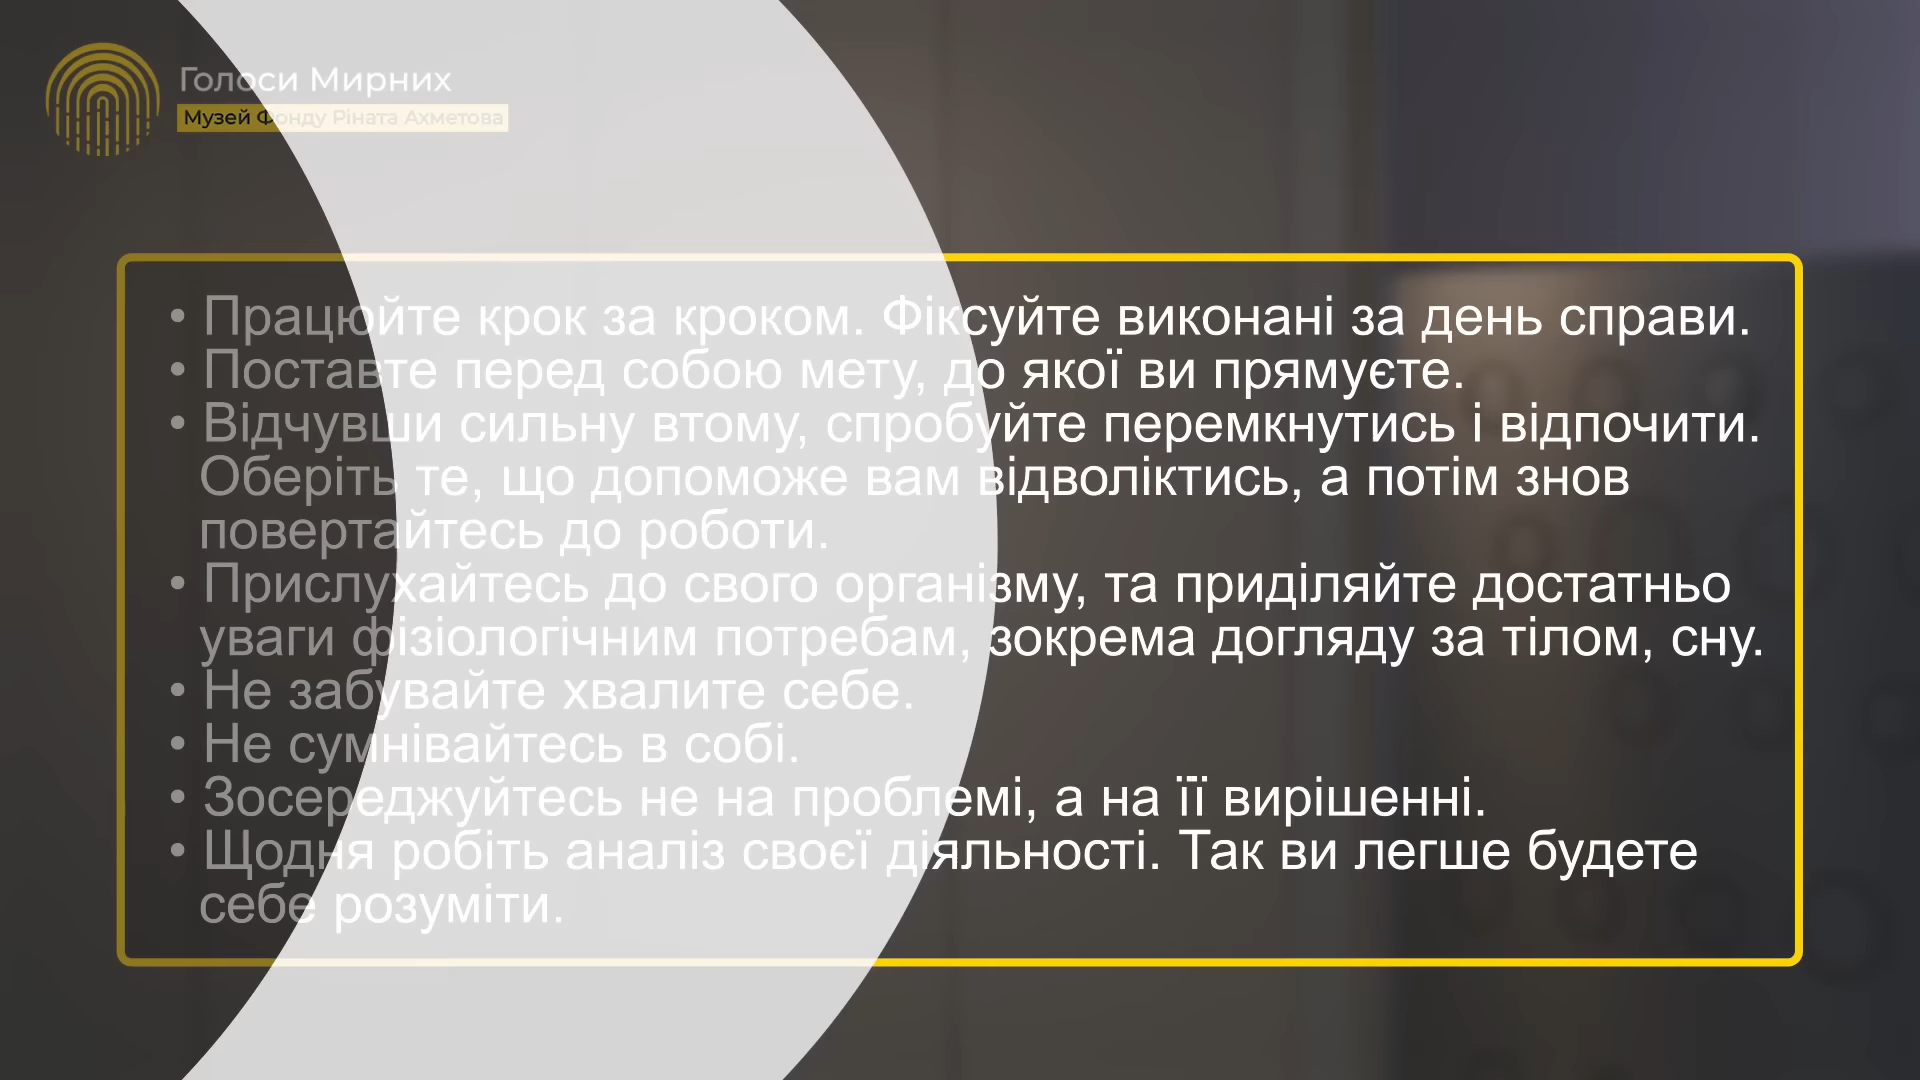 Голоси Мирних
Музей Фонду Ріната Ахметова
• Працюйте крок за кроком. Фіксуйте виконані за день справи.
• Поставте перед собою мету, до якої ви прямуєте.
• Відчувши сильну втому, спробуйте перемкнутись і відпочити.
Оберіть те, що допоможе вам відволіктись, а потім знов
повертайтесь до роботи.
• Прислухайтесь до свого організму, та приділяйте достатньо
уваги фізіологічним потребам, зокрема догляду за тілом, сну.
• Не забувайте хвалите себе.
• Не сумнівайтесь в собі.
• Зосереджуйтесь не на проблемі, а на її вирішенні.
• Щодня робіть аналіз своєї діяльності. Так ви легше будете
себе розуміти.